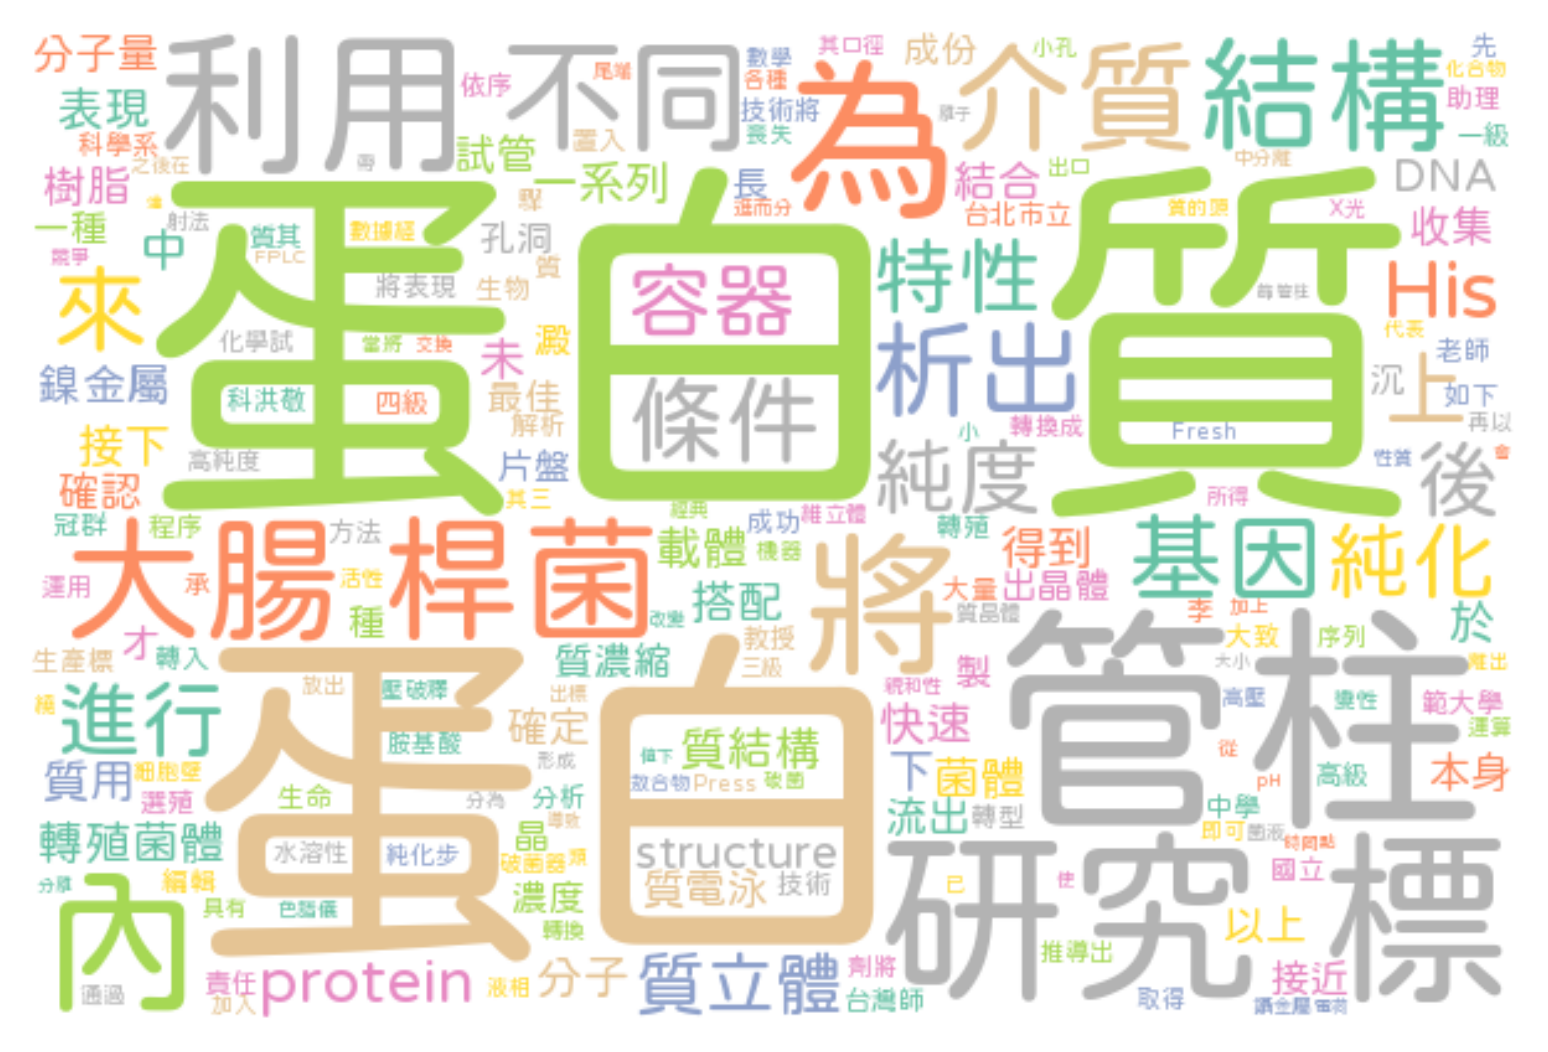 分子量
利用
不同
依序
尾端
數學
各種
技術將
喪失
其口徑
為
成份
小孔
介質
離子
結構
先
化合物
助理
一級
表現
科學系
之後在
試管
置入
樹脂
一系列
長
進而分
結合
出口
中分離
台北市立
DNA
一種
競爭
中
射法
質其
FPLC
數據經
孔洞
質
生物
將表現
蛋白質
容器
條件
特性
質的頭
X光
收集
來
His
化學試
當將
交換
未
澱
析出
代表
老師
鎳金屬
科洪敬
四級
最佳
解析
沉
上
如下
再以
接下
高純度
片盤
小
轉換成
Fresh
性質
後
會
確認
其三
純度
所得
冠群
程序
方法
經典
成功
維立體
轉殖
大腸桿菌
載體
機器
將
得到
基因
純化
運用
承
活性
種
搭配
改變
大量
出晶體
質晶體
李
加上
於
才
教授
大致
序列
生產標
轉入
質濃縮
三級
親和性
製
大小
離出
蛋白
放出
壓破釋
出標
管柱
高壓
變性
範大學
運算
進行
胺基酸
確定
質結構
快速
形成
值下
從
質用
細胞壁
敘合物
Press
破菌
下
菌體
pH
高級
本身
選殖
生命
分為
分析
導致
流出
轉型
中學
轉殖菌體
晶
structure
即可
菌液
時間點
水溶性
純化步
破菌器
類
質電泳
技術
研究
標
國立
分離
編輯
濃度
已
使
內
具有
色譜儀
轉換
以上
推導出
通過
責任
加入
protein
液相
分子
質立體
劑將
台灣師
取得
接近
鎘金屬
電荷